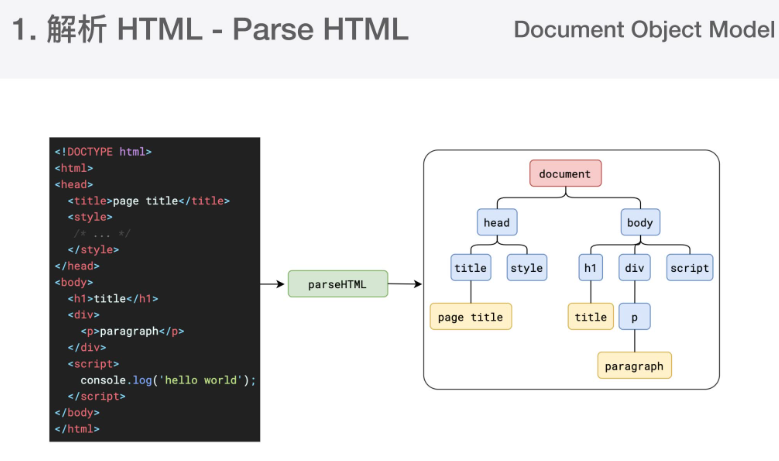 1. 解析 HTML - Parse HTML
Document Object Model
<!DOCTYPE html>
<html>
<head>
<title>page title</title>
<style>
/* ... */
</style>
</head>
<body>
<h1>title</h1>
<div>
<p>paragraph</p>
</div>
<script>
console.log('hello world');
</script>
</body>
</html>
parseHTML
document
head
body
title
style
h1
div
script
page title
title
p
paragraph